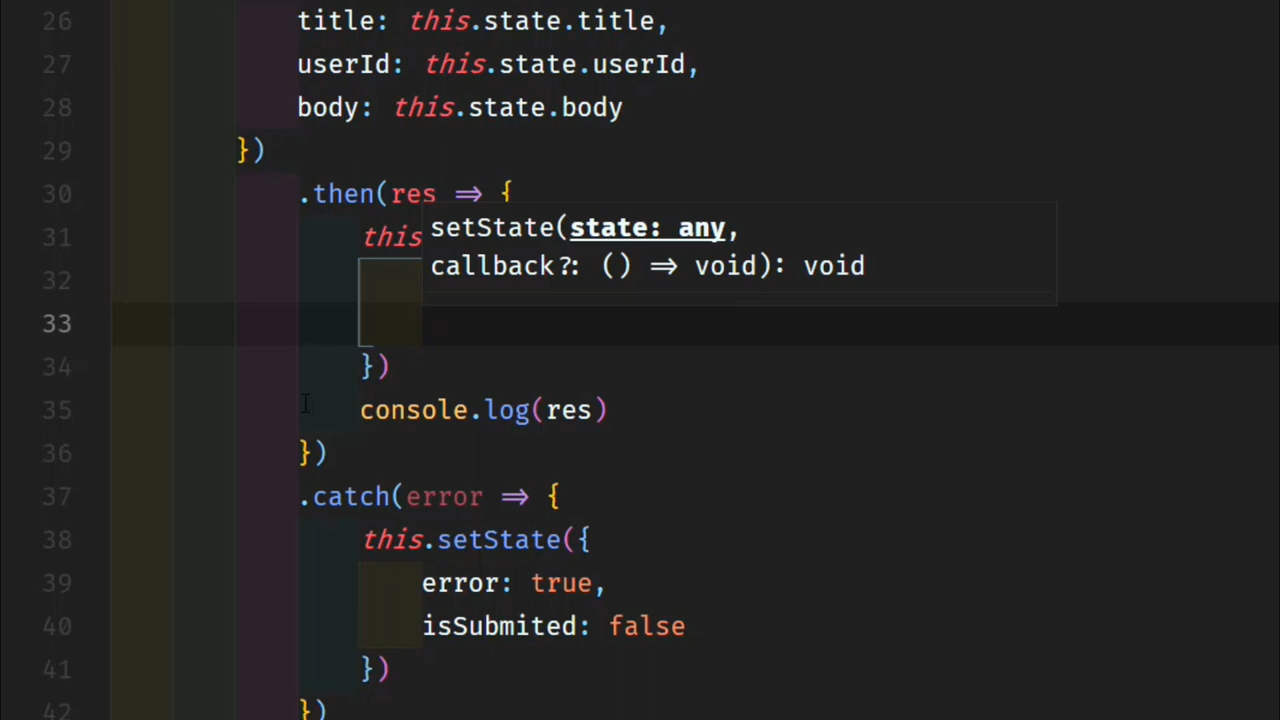 26 title: this.state.title,
27 userId: this.state.userId,
28 body: this.state.body
29 })
30 .then(res => {
31 this
setState(state: any,
32
callback?: () => void): void
33
34 })
35 console.log(res)
36 })
37 .catch(error => {
38 this.setState({
39 error: true,
40 isSubmited: false
41 })
42 })